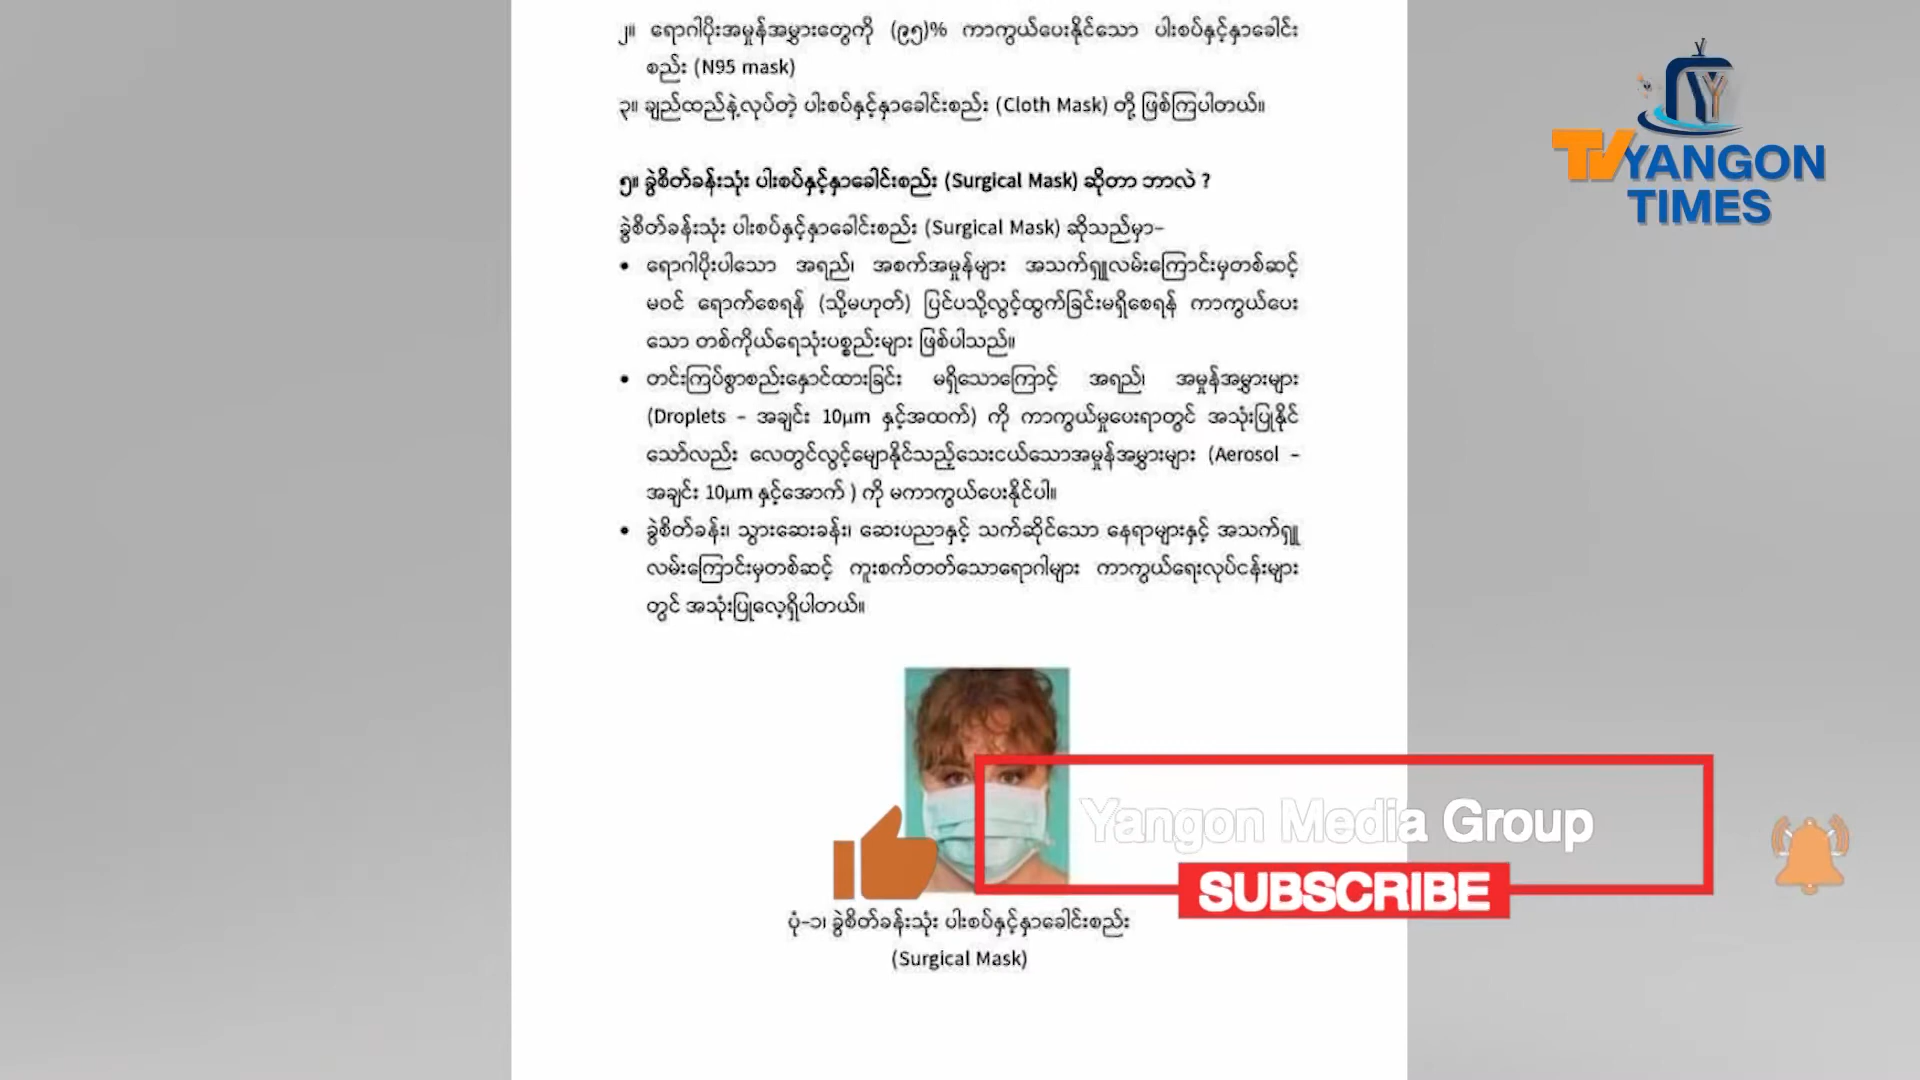 ၂။ ရောဂါပိုးအမှုန်အမွှားတွေကို (၉၅)% ကာကွယ်ပေးနိုင်သော ပါးစပ်နှင့်နှာခေါင်း
စည်း (N95 mask)
၃။ ချည်ထည်နဲ့လုပ်တဲ့ ပါးစပ်နှင့်နှာခေါင်းစည်း (Cloth Mask) တို့ ဖြစ်ကြပါတယ်။
၅။ ခွဲစိတ်ခန်းသုံး ပါးစပ်နှင့်နှာခေါင်းစည်း (Surgical Mask) ဆိုတာ ဘာလဲ ?
ခွဲစိတ်ခန်းသုံး ပါးစပ်နှင့်နှာခေါင်းစည်း (Surgical Mask) ဆိုသည်မှာ–
• ရောဂါပိုးပါသော အရည်၊ အစက်အမှုန်များ အသက်ရှူလမ်းကြောင်းမှတစ်ဆင့်
မဝင် ရောက်စေရန် (သို့မဟုတ်) ပြင်ပသို့လွင့်ထွက်ခြင်းမရှိစေရန် ကာကွယ်ပေး
သော တစ်ကိုယ်ရေသုံးပစ္စည်းများ ဖြစ်ပါသည်။
• တင်းကြပ်စွာစည်းနှောင်ထားခြင်း မရှိသောကြောင့် အရည်၊ အမှုန်အမွှားများ
(Droplets – အချင်း 10µm နှင့်အထက်) ကို ကာကွယ်မှုပေးရာတွင် အသုံးပြုနိုင်
သော်လည်း လေတွင်လွင့်မျောနိုင်သည့်သေးငယ်သောအမှုန်အမွှားများ (Aerosol –
အချင်း 10µm နှင့်အောက် ) ကို မကာကွယ်ပေးနိုင်ပါ။
• ခွဲစိတ်ခန်း၊ သွားဆေးခန်း၊ ဆေးပညာနှင့် သက်ဆိုင်သော နေရာများနှင့် အသက်ရှူ
လမ်းကြောင်းမှတစ်ဆင့် ကူးစက်တတ်သောရောဂါများ ကာကွယ်ရေးလုပ်ငန်းများ
တွင် အသုံးပြုလေ့ရှိပါတယ်။
ပုံ–၁၊ ခွဲစိတ်ခန်းသုံး ပါးစပ်နှင့်နှာခေါင်းစည်း
(Surgical Mask)
TV YANGON
TIMES
Yangon Media Group
SUBSCRIBE